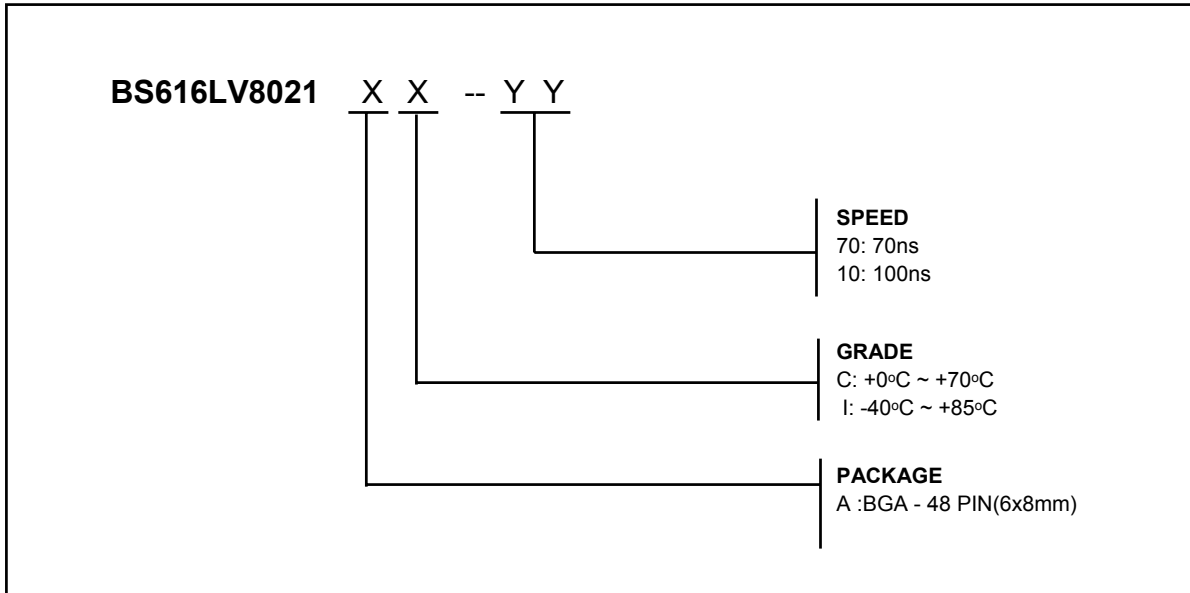 BS616LV8021 X X -- Y Y
SPEED
70: 70ns
10: 100ns
GRADE
C: +0oC ~ +70oC
I: -40oC ~ +85oC
PACKAGE
A :BGA - 48 PIN(6x8mm)